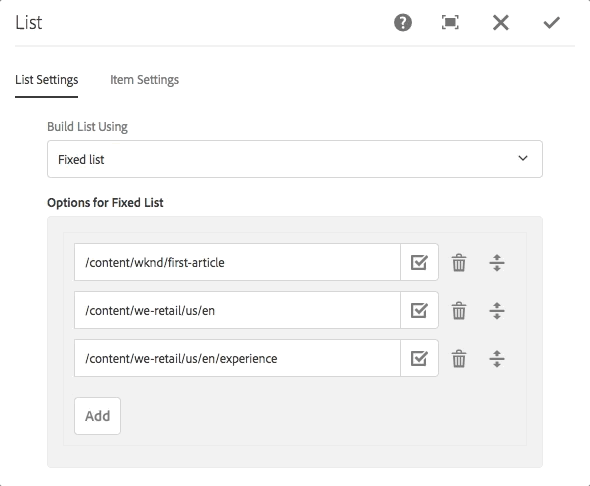 List
List Settings Item Settings
Build List Using
Fixed list
Options for Fixed List
/content/wknd/first-article
/content/we-retail/us/en
/content/we-retail/us/en/experience
Add